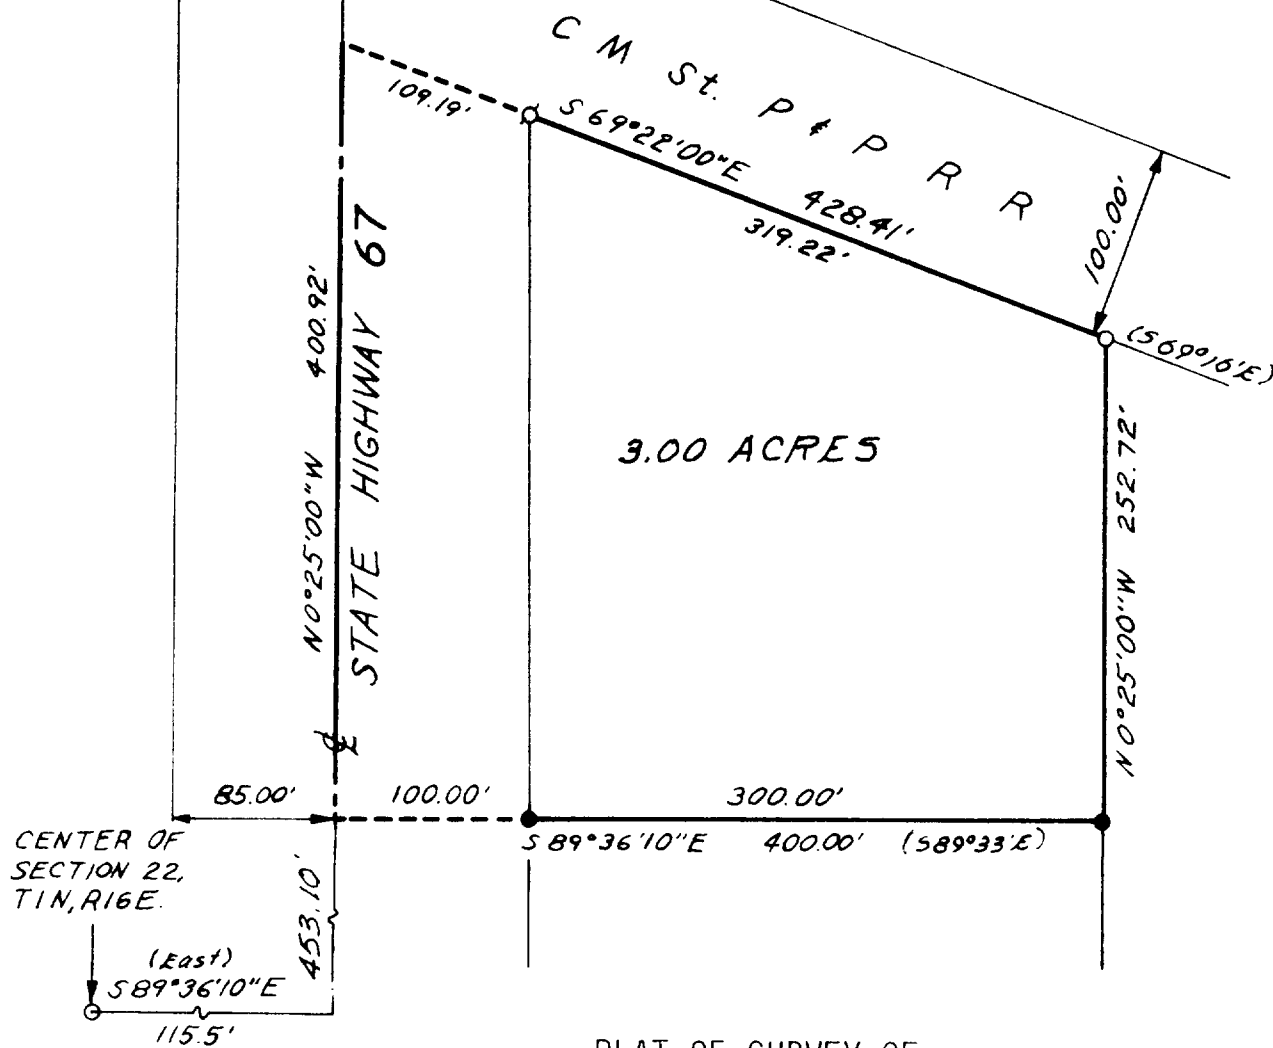 C M St. P & P R R
109.19'
S 69°22'00"E 428.41'
319.22'
100.00'
(S69°16'E)
400.92'
N0°25'00"W
STATE HIGHWAY 67
3.00 ACRES
N0°25'00"W 252.72'
85.00'
100.00'
300.00'
S 89°36'10"E 400.00' (S89°33'E)
CENTER OF
SECTION 22,
T1N, R16E.
453.10'
(East)
S89°36'10"E
115.5'
PLAT OF SURVEY OF